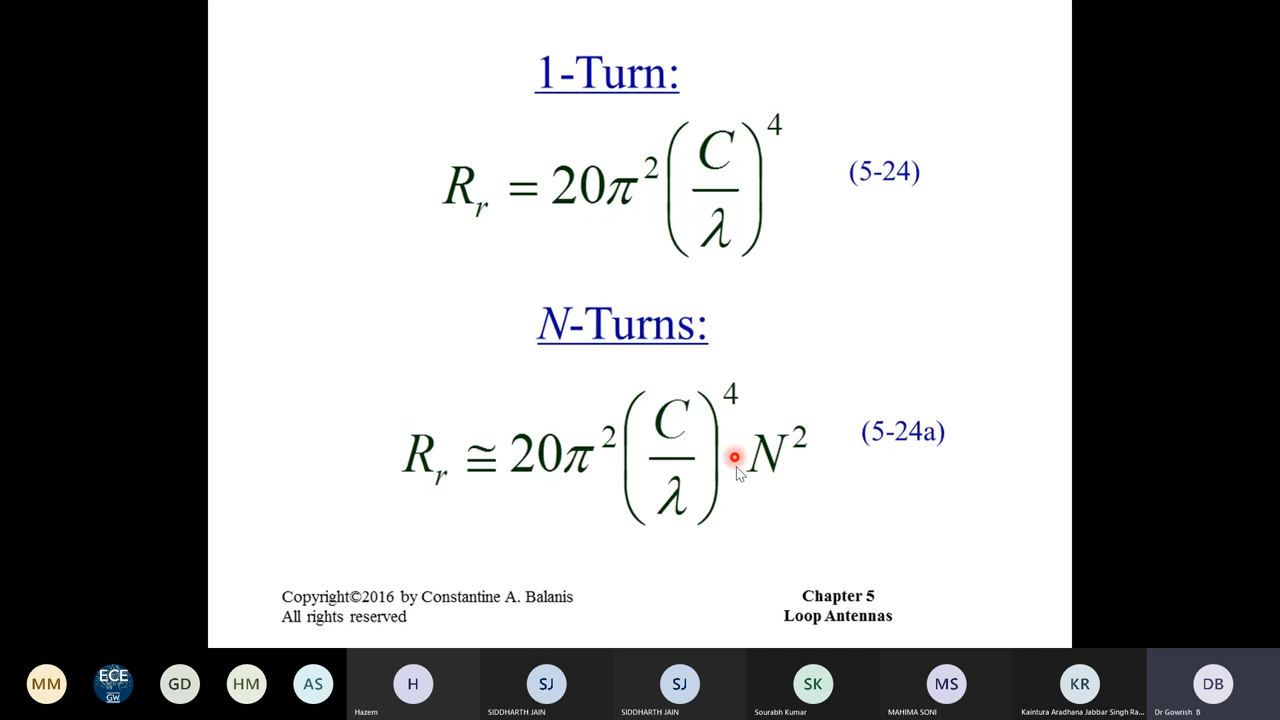 1-Turn:
R_r = 20π² (C/λ)⁴ (5-24)
N-Turns:
R_r ≅ 20π² (C/λ)⁴ N² (5-24a)
Copyright©2016 by Constantine A. Balanis
All rights reserved
Chapter 5
Loop Antennas
MM ECE GW GD HM AS H SJ SJ SK MS KR DB
Hazem SIDDHARTH JAIN SIDDHARTH JAIN Sourabh Kumar MAHIMA SONI Kaintura Aradhana Jabbar Singh Ra... Dr Gowrish B